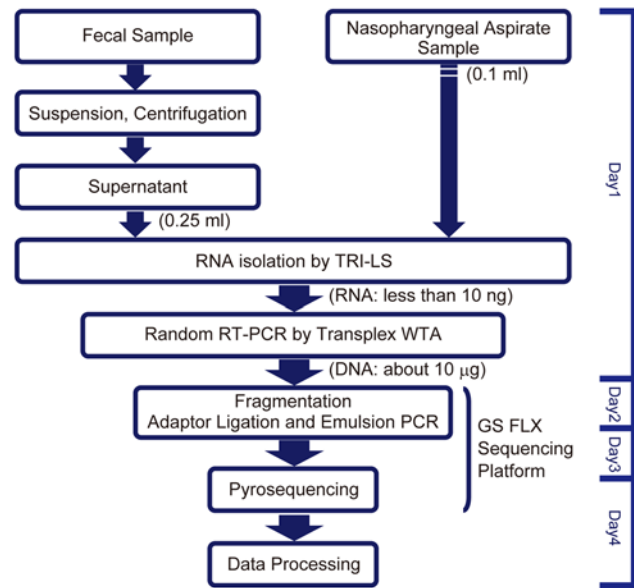 Fecal Sample
Nasopharyngeal Aspirate
Sample
(0.1 ml)
Suspension, Centrifugation
Supernatant
(0.25 ml)
RNA isolation by TRI-LS
(RNA: less than 10 ng)
Random RT-PCR by Transplex WTA
(DNA: about 10 μg)
Fragmentation
Adaptor Ligation and Emulsion PCR
GS FLX
Sequencing
Platform
Pyrosequencing
Data Processing
Day1
Day2
Day3
Day4